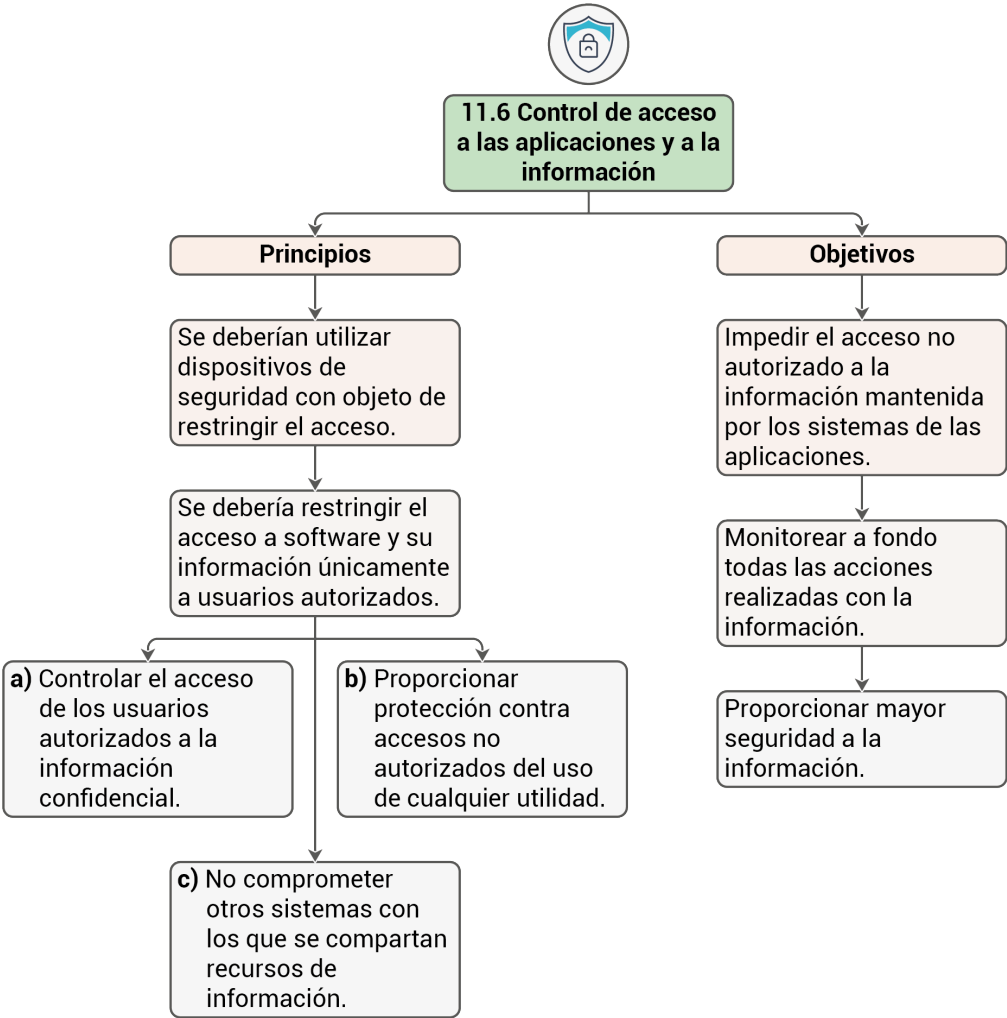 11.6 Control de acceso
a las aplicaciones y a la
información
Principios
Se deberían utilizar
dispositivos de
seguridad con objeto de
restringir el acceso.
Se debería restringir el
acceso a software y su
información únicamente
a usuarios autorizados.
a) Controlar el acceso
de los usuarios
autorizados a la
información
confidencial.
b) Proporcionar
protección contra
accesos no
autorizados del uso
de cualquier utilidad.
c) No comprometer
otros sistemas con
los que se compartan
recursos de
información.
Objetivos
Impedir el acceso no
autorizado a la
información mantenida
por los sistemas de las
aplicaciones.
Monitorear a fondo
todas las acciones
realizadas con la
información.
Proporcionar mayor
seguridad a la
información.